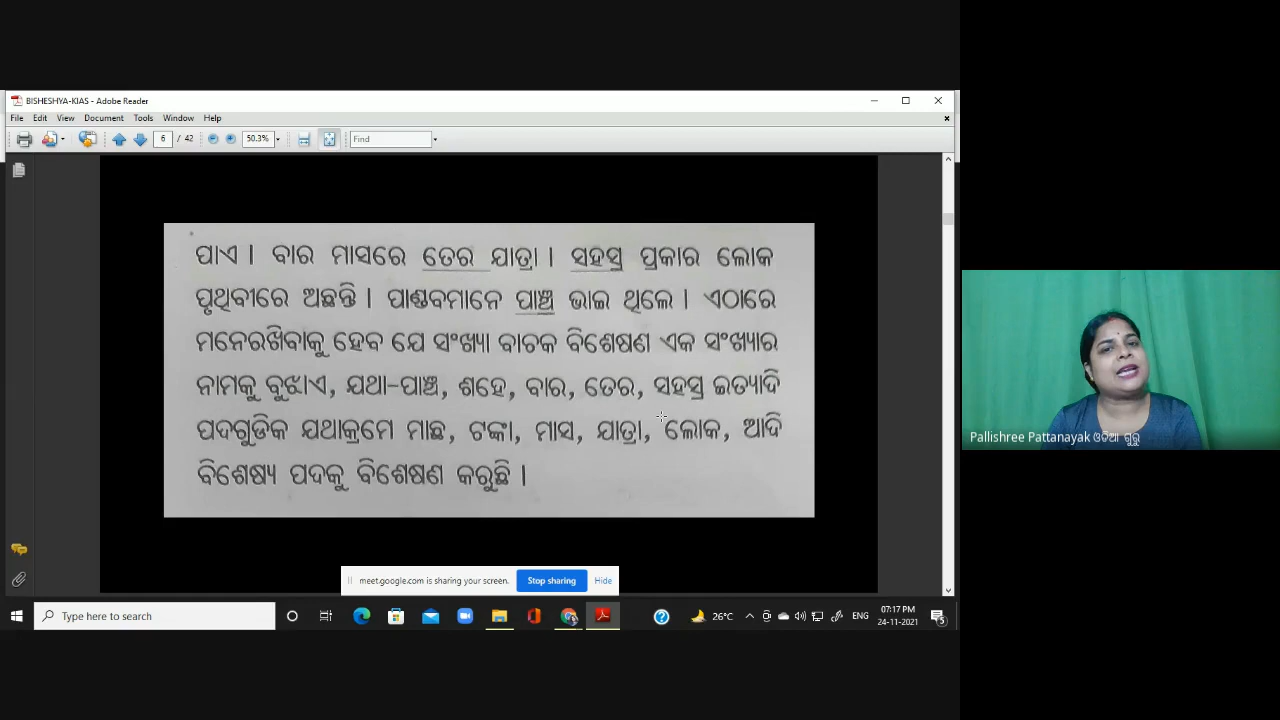 BISHESHYA-KIAS - Adobe Reader
File Edit View Document Tools Window Help
6 / 42 50.3% Find
ପାଏ । ବାର ମାସରେ ତେର ଯାତ୍ରା । ସହସ୍ର ପ୍ରକାର ଲୋକ
ପୃଥିବୀରେ ଅଛନ୍ତି । ପାଣ୍ଡବମାନେ ପାଞ୍ଚ ଭାଇ ଥିଲେ । ଏଠାରେ
ମନେରଖିବାକୁ ହେବ ଯେ ସଂଖ୍ୟା ବାଚକ ବିଶେଷଣ ଏକ ସଂଖ୍ୟାର
ନାମକୁ ବୁଝାଏ, ଯଥା-ପାଞ୍ଚ, ଶହେ, ବାର, ତେର, ସହସ୍ର ଇତ୍ୟାଦି
ପଦଗୁଡିକ ଯଥାକ୍ରମେ ମାଛ, ଟଙ୍କା, ମାସ, ଯାତ୍ରା, ଲୋକ, ଆଦି
ବିଶେଷ୍ୟ ପଦକୁ ବିଶେଷଣ କରୁଛି ।
Pallishree Pattanayak ଓଡିଆ ଗୁରୁ
meet.google.com is sharing your screen. Stop sharing Hide
Type here to search 26°C ENG 07:17 PM
24-11-2021 5